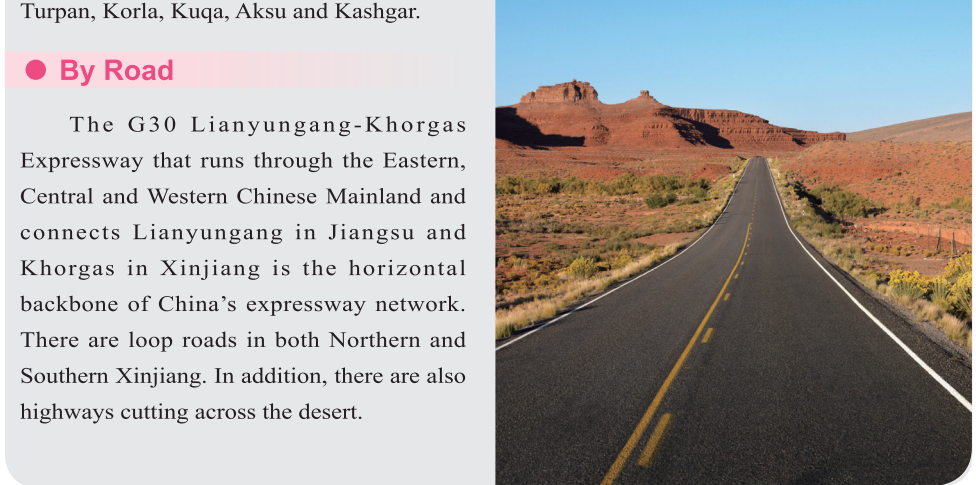 Turpan, Korla, Kuqa, Aksu and Kashgar.
● By Road
The G30 Lianyungang-Khorgas
Expressway that runs through the Eastern,
Central and Western Chinese Mainland and
connects Lianyungang in Jiangsu and
Khorgas in Xinjiang is the horizontal
backbone of China’s expressway network.
There are loop roads in both Northern and
Southern Xinjiang. In addition, there are also
highways cutting across the desert.